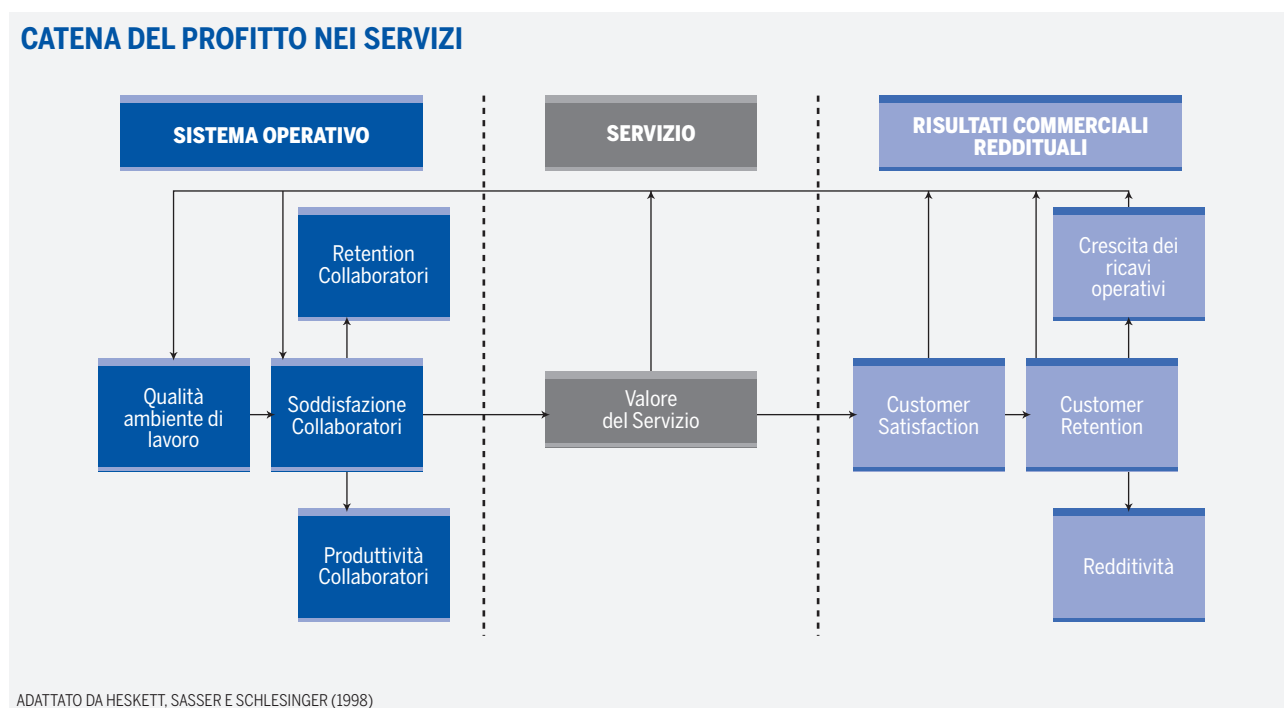 CATENA DEL PROFITTO NEI SERVIZI
SISTEMA OPERATIVO
SERVIZIO
RISULTATI COMMERCIALI
REDDITUALI
Retention
Collaboratori
Crescita dei
ricavi
operativi
Qualità
ambiente di
lavoro
Soddisfazione
Collaboratori
Valore
del Servizio
Customer
Satisfaction
Customer
Retention
Produttività
Collaboratori
Redditività
ADATTATO DA HESKETT, SASSER E SCHLESINGER (1998)